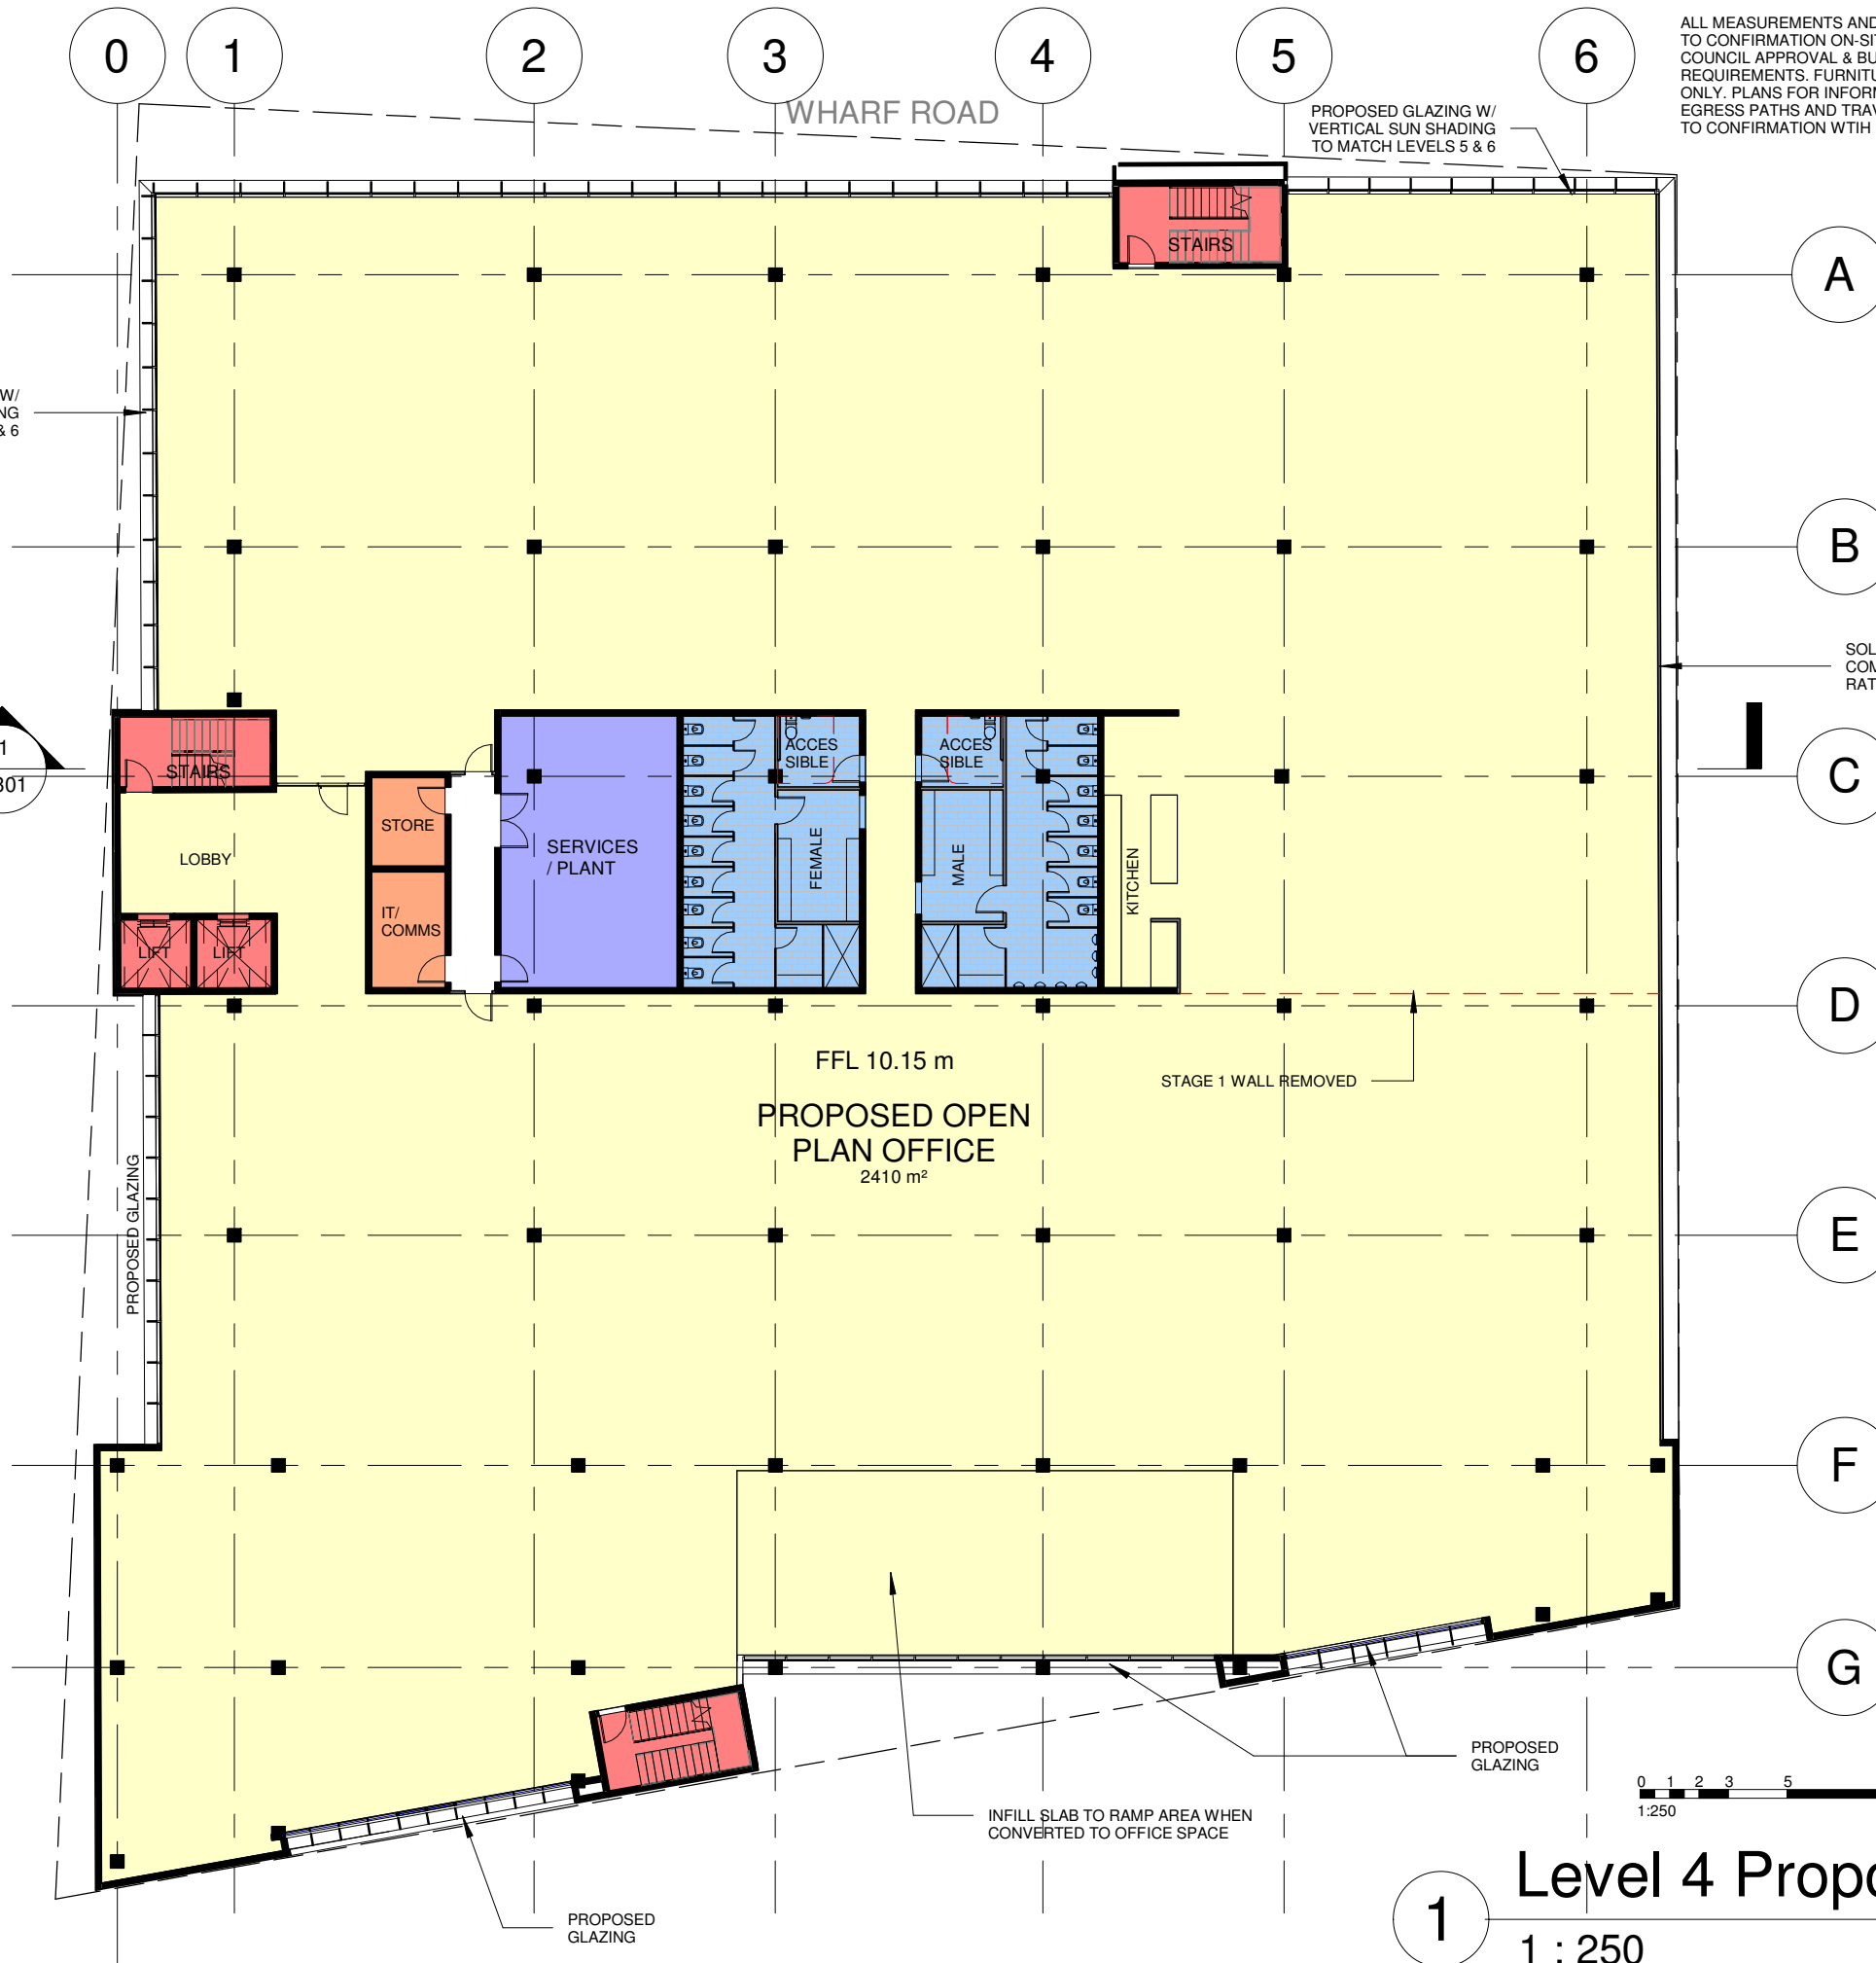 0 1 2 3 4 5 6
ALL MEASUREMENTS AND
TO CONFIRMATION ON-SIT
COUNCIL APPROVAL & BU
REQUIREMENTS. FURNITU
ONLY. PLANS FOR INFORM
EGRESS PATHS AND TRAV
TO CONFIRMATION WTIH
WHARF ROAD
PROPOSED GLAZING W/
VERTICAL SUN SHADING
TO MATCH LEVELS 5 & 6
STAIRS
A
W/
NG
& 6
B
SOL
COM
RAT
1
301
STAIRS
C
ACCES
SIBLE
ACCES
SIBLE
STORE
LOBBY
SERVICES
/ PLANT
FEMALE
MALE
KITCHEN
IT/
COMMS
LIFT
LIFT
D
FFL 10.15 m
STAGE 1 WALL REMOVED
PROPOSED OPEN
PLAN OFFICE
2410 m²
PROPOSED GLAZING
E
F
G
PROPOSED
GLAZING
0 1 2 3 5
1:250
INFILL SLAB TO RAMP AREA WHEN
CONVERTED TO OFFICE SPACE
PROPOSED
GLAZING
1
Level 4 Propo
1 : 250